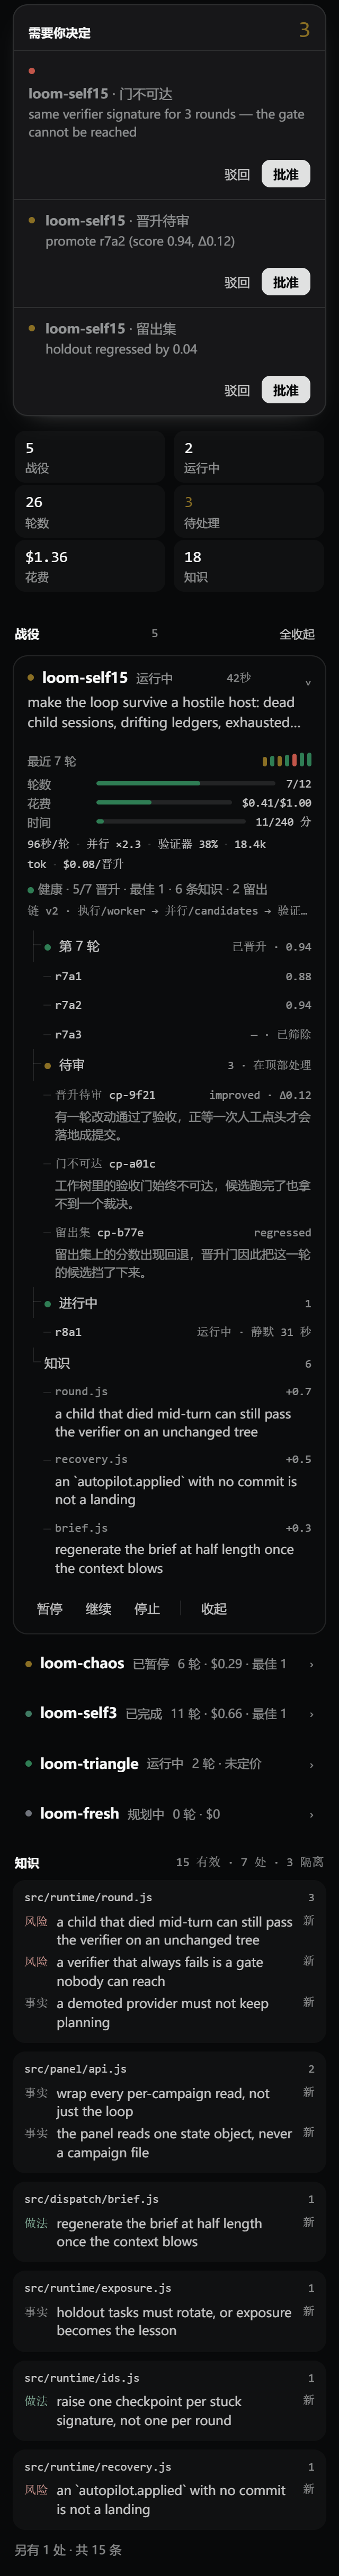 需要你决定 3
loom-self15 · 门不可达
same verifier signature for 3 rounds — the gate
cannot be reached
驳回 批准
loom-self15 · 晋升待审
promote r7a2 (score 0.94, Δ0.12)
驳回 批准
loom-self15 · 留出集
holdout regressed by 0.04
驳回 批准
5 2
战役 运行中
26 3
轮数 待处理
$1.36 18
花费 知识
战役 5 全收起
loom-self15 运行中 42秒
make the loop survive a hostile host: dead
child sessions, drifting ledgers, exhausted…
最近 7 轮
轮数 7/12
花费 $0.41/$1.00
时间 11/240 分
96秒/轮 · 并行 ×2.3 · 验证器 38% · 18.4k
tok · $0.08/晋升
健康 · 5/7 晋升 · 最佳 1 · 6 条知识 · 2 留出
链 v2 · 执行/worker → 并行/candidates → 验证…
第 7 轮 已晋升 · 0.94
r7a1 0.88
r7a2 0.94
r7a3 — · 已筛除
待审 3 · 在顶部处理
晋升待审 cp-9f21 improved · Δ0.12
有一轮改动通过了验收，正等一次人工点头才会
落地成提交。
门不可达 cp-a01c
工作树里的验收门始终不可达，候选跑完了也拿
不到一个裁决。
留出集 cp-b77e regressed
留出集上的分数出现回退，晋升门因此把这一轮
的候选挡了下来。
进行中 1
r8a1 运行中 · 静默 31 秒
知识 6
round.js +0.7
a child that died mid-turn can still pass
the verifier on an unchanged tree
recovery.js +0.5
an `autopilot.applied` with no commit is
not a landing
brief.js +0.3
regenerate the brief at half length once
the context blows
暂停 继续 停止 收起
loom-chaos 已暂停 6 轮 · $0.29 · 最佳 1 ›
loom-self3 已完成 11 轮 · $0.66 · 最佳 1 ›
loom-triangle 运行中 2 轮 · 未定价 ›
loom-fresh 规划中 0 轮 · $0 ›
知识 15 有效 · 7 处 · 3 隔离
src/runtime/round.js 3
风险 a child that died mid-turn can still pass 新
the verifier on an unchanged tree
风险 a verifier that always fails is a gate 新
nobody can reach
事实 a demoted provider must not keep 新
planning
src/panel/api.js 2
事实 wrap every per-campaign read, not 新
just the loop
事实 the panel reads one state object, never 新
a campaign file
src/dispatch/brief.js 1
做法 regenerate the brief at half length 新
once the context blows
src/runtime/exposure.js 1
事实 holdout tasks must rotate, or exposure 新
becomes the lesson
src/runtime/ids.js 1
做法 raise one checkpoint per stuck 新
signature, not one per round
src/runtime/recovery.js 1
风险 an `autopilot.applied` with no commit 新
is not a landing
另有 1 处 · 共 15 条